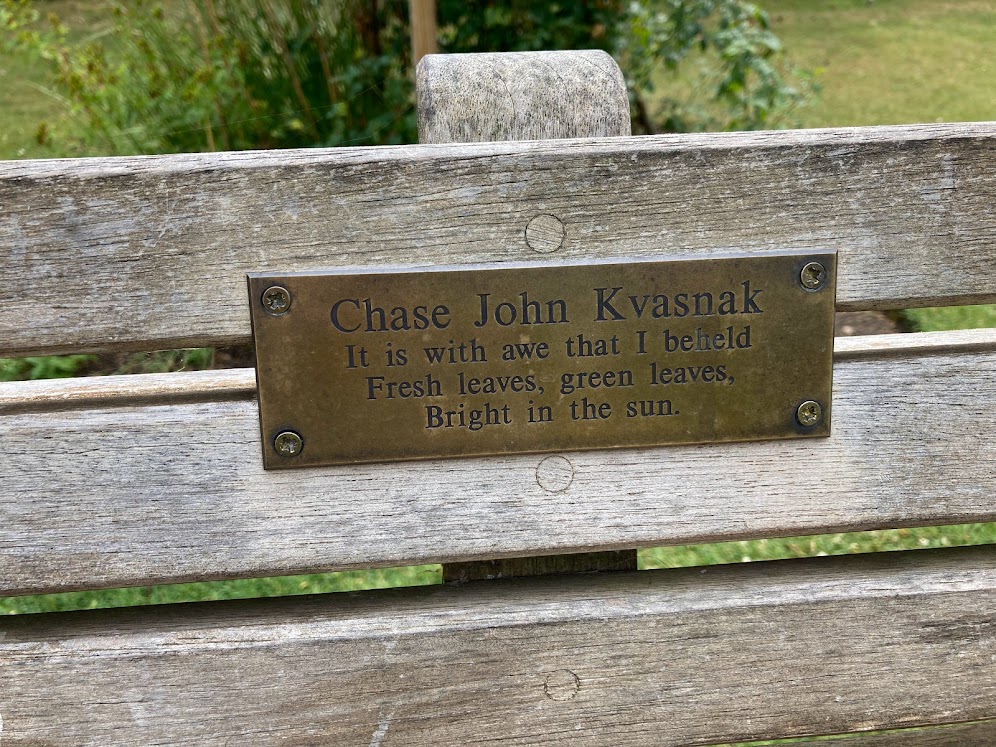 Chase John Kvasnak
It is with awe that I beheld
Fresh leaves, green leaves,
Bright in the sun.